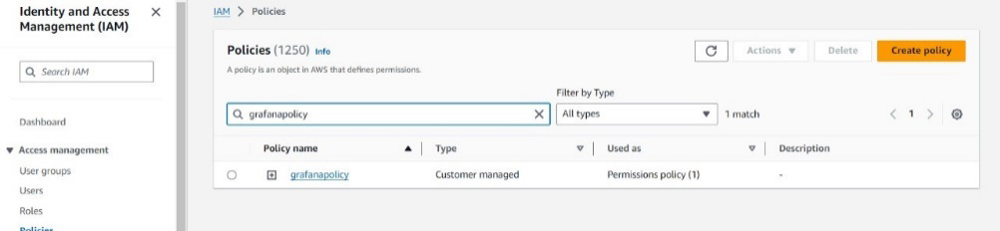 Identity and Access
Management (IAM)
Search IAM
Dashboard
Access management
User groups
Users
Roles
Policies
IAM > Policies
Policies (1250) Info
A policy is an object in AWS that defines permissions.
Actions
Delete
Create policy
Filter by Type
grafanapolicy
All types
1 match
1
Policy name Type Used as Description
grafanapolicy Customer managed Permissions policy (1) -